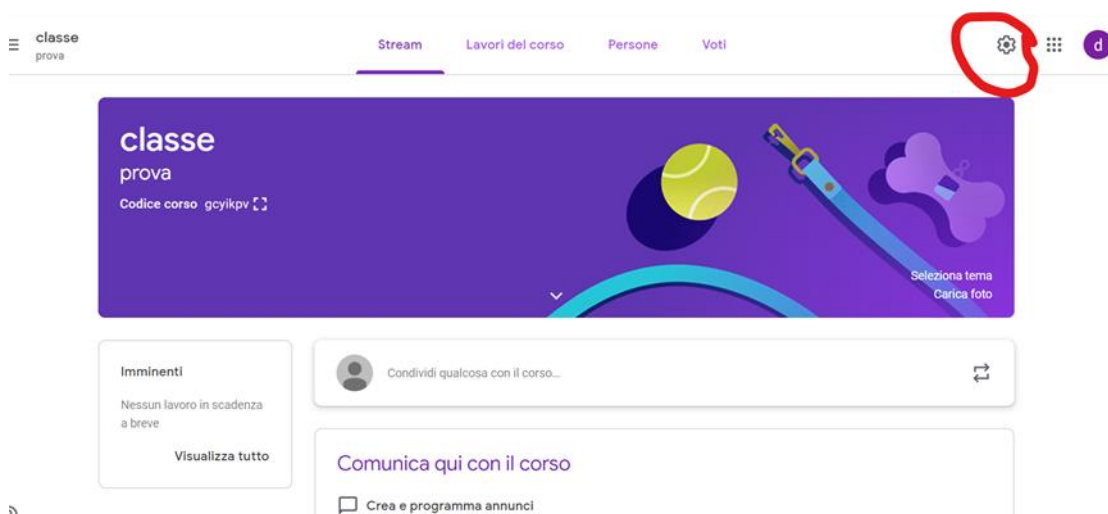 classe
prova
Stream Lavori del corso Persone Voti
d
classe
prova
Codice corso gcyikpv
Seleziona tema
Carica foto
Imminenti
Nessun lavoro in scadenza
a breve
Visualizza tutto
Condividi qualcosa con il corso...
Comunica qui con il corso
Crea e programma annunci